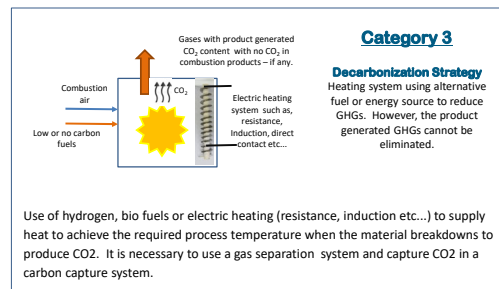 Gases with product generated
CO2 content with no CO2 in
combustion products – if any.
Category 3
Decarbonization Strategy
Heating system using alternative
fuel or energy source to reduce
GHGs. However, the product
generated GHGs cannot be
eliminated.
Combustion
air
CO2
Electric heating
system such as,
resistance,
Induction, direct
contact etc...
Low or no carbon
fuels
Use of hydrogen, bio fuels or electric heating (resistance, induction etc...) to supply
heat to achieve the required process temperature when the material breakdowns to
produce CO2. It is necessary to use a gas separation system and capture CO2 in a
carbon capture system.